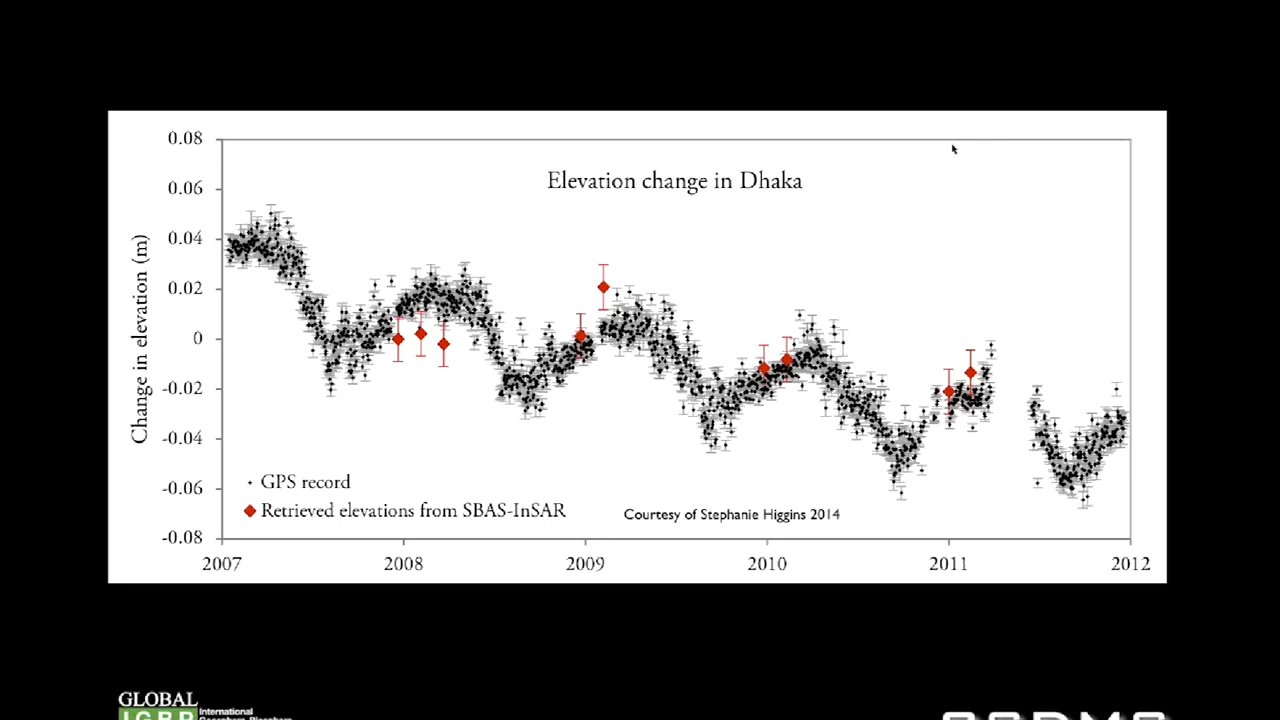 Elevation change in Dhaka
Change in elevation (m)
0.08
0.06
0.04
0.02
0
-0.02
-0.04
-0.06
-0.08
GPS record
Retrieved elevations from SBAS-InSAR
Courtesy of Stephanie Higgins 2014
2007 2008 2009 2010 2011 2012
GLOBAL
IGBP
International